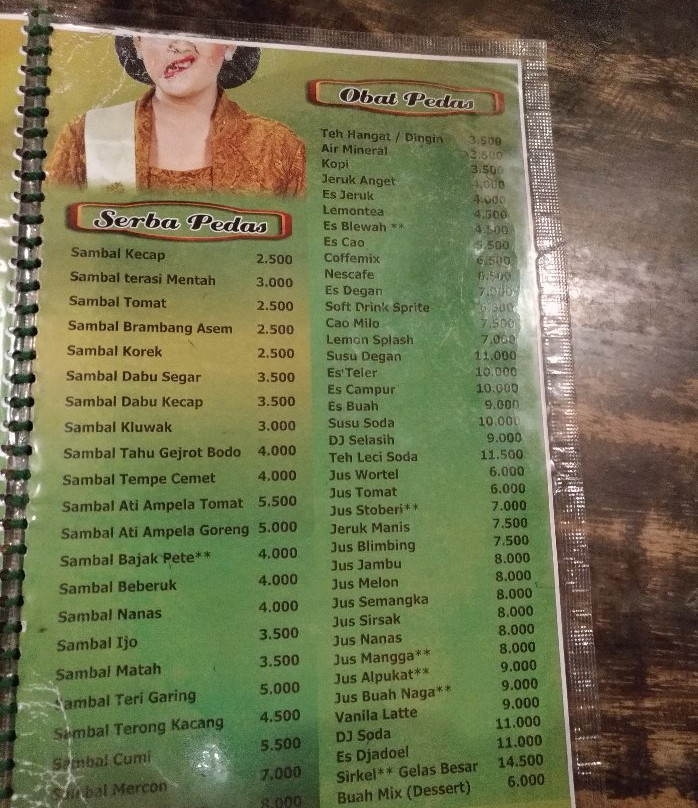 Serba Pedas
Sambal Kecap 2.500
Sambal terasi Mentah 3.000
Sambal Tomat 2.500
Sambal Brambang Asem 2.500
Sambal Korek 2.500
Sambal Dabu Segar 3.500
Sambal Dabu Kecap 3.500
Sambal Kluwak 3.000
Sambal Tahu Gejrot Bodo 4.000
Sambal Tempe Cemet 4.000
Sambal Ati Ampela Tomat 5.500
Sambal Ati Ampela Goreng 5.000
Sambal Bajak Pete** 4.000
Sambal Beberuk 4.000
Sambal Nanas 4.000
Sambal Ijo 3.500
Sambal Matah 3.500
Sambal Teri Garing 5.000
Sambal Terong Kacang 4.500
Sambal Cumi 5.500
Sambal Mercon 7.000
8.000
Obat Pedas
Teh Hangat / Dingin 3.500
Air Mineral
Kopi 3.500
Jeruk Anget 4.000
Es Jeruk 4.000
Lemontea 4.500
Es Blewah ** 4.500
Es Cao 5.500
Coffemix 6.500
Nescafe 6.500
Es Degan 7.000
Soft Drink Sprite
Cao Milo 7.500
Lemon Splash 7.000
Susu Degan 11.000
Es'Teler 10.000
Es Campur 10.000
Es Buah 9.000
Susu Soda 10.000
DJ Selasih 9.000
Teh Leci Soda 11.500
Jus Wortel 6.000
Jus Tomat 6.000
Jus Stoberi** 7.000
Jeruk Manis 7.500
Jus Blimbing 7.500
Jus Jambu 8.000
Jus Melon 8.000
Jus Semangka 8.000
Jus Sirsak 8.000
Jus Nanas 8.000
Jus Mangga** 8.000
Jus Alpukat** 9.000
Jus Buah Naga** 9.000
Vanila Latte 9.000
DJ Soda 11.000
Es Djadoel 11.000
Sirkel** Gelas Besar 14.500
Buah Mix (Dessert) 6.000